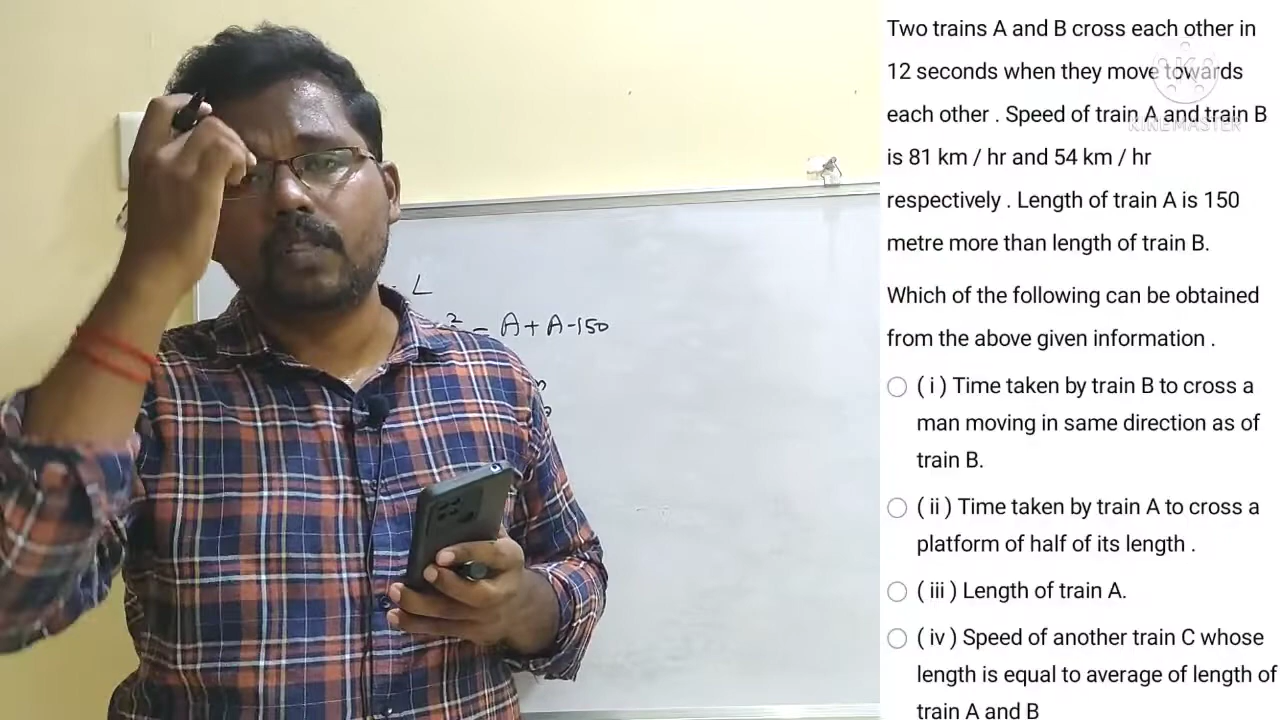 Two trains A and B cross each other in
12 seconds when they move towards
each other . Speed of train A and train B
is 81 km / hr and 54 km / hr
respectively . Length of train A is 150
metre more than length of train B.
Which of the following can be obtained
from the above given information .
( i ) Time taken by train B to cross a
man moving in same direction as of
train B.
( ii ) Time taken by train A to cross a
platform of half of its length .
( iii ) Length of train A.
( iv ) Speed of another train C whose
length is equal to average of length of
train A and B
KINEMASTER
L
2 = A + A - 150